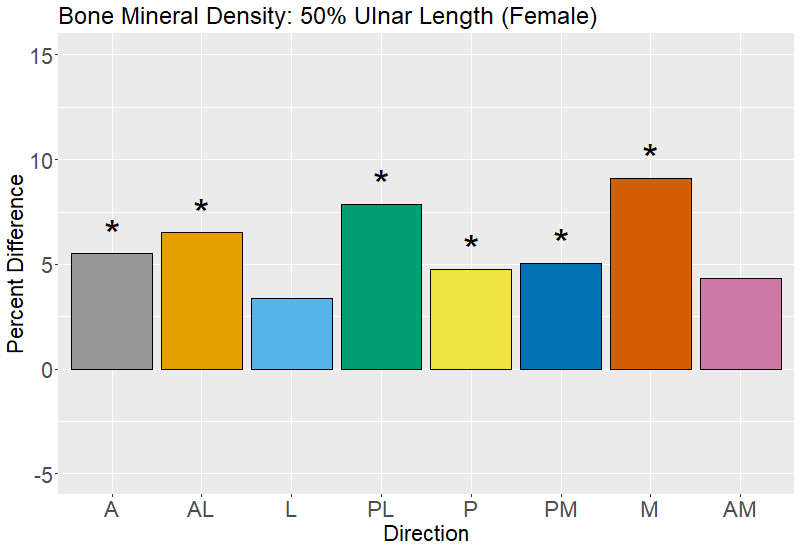 Bone Mineral Density: 50% Ulnar Length (Female)
Percent Difference
15
10
5
0
-5
* * * * * *
A AL L PL P PM M AM
Direction